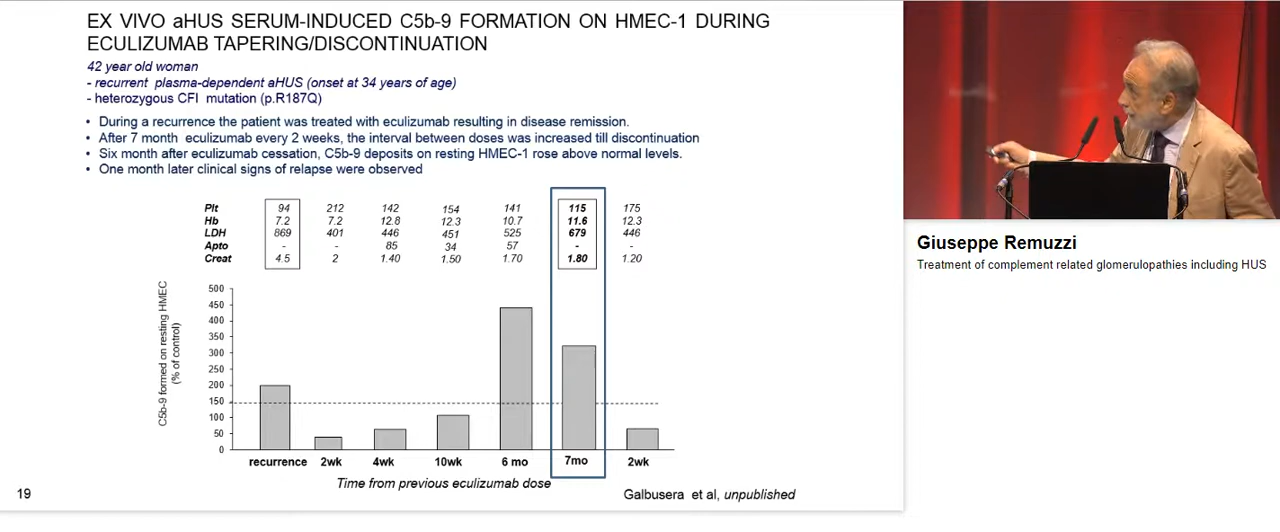 EX VIVO aHUS SERUM-INDUCED C5b-9 FORMATION ON HMEC-1 DURING
ECULIZUMAB TAPERING/DISCONTINUATION
42 year old woman
- recurrent plasma-dependent aHUS (onset at 34 years of age)
- heterozygous CFI mutation (p.R187Q)
• During a recurrence the patient was treated with eculizumab resulting in disease remission.
• After 7 month eculizumab every 2 weeks, the interval between doses was increased till discontinuation
• Six month after eculizumab cessation, C5b-9 deposits on resting HMEC-1 rose above normal levels.
• One month later clinical signs of relapse were observed
Plt 94 212 142 154 141 115 175
Hb 7.2 7.2 12.8 12.3 10.7 11.6 12.3
LDH 869 401 446 451 525 679 446
Apto - - 85 34 57 - -
Creat 4.5 2 1.40 1.50 1.70 1.80 1.20
C5b-9 formed on resting HMEC
(% of control)
500
450
400
350
300
250
200
150
100
50
0
recurrence 2wk 4wk 10wk 6 mo 7mo 2wk
Time from previous eculizumab dose
19
Galbusera et al, unpublished
Giuseppe Remuzzi
Treatment of complement related glomerulopathies including HUS